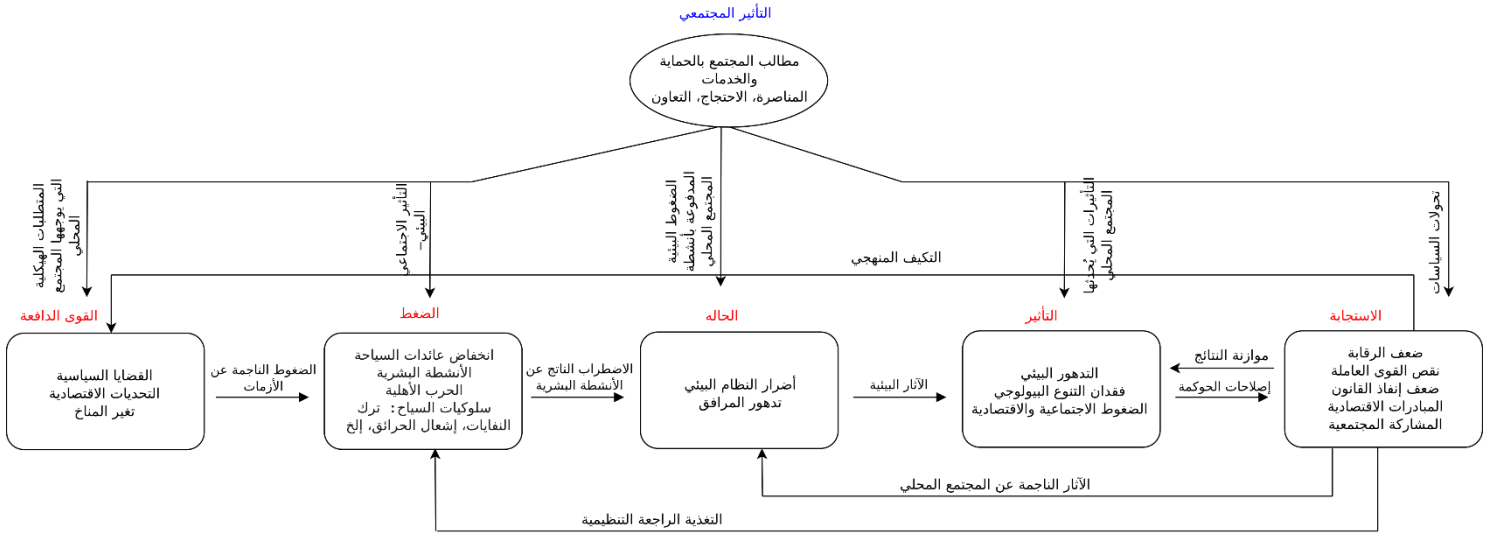 التأثير المجتمعي
مطالب المجتمع بالحماية
والخدمات
المناصرة، الاحتجاج، التعاون
المتطلبات الهيكلية
التي يوجهها المجتمع
المحلي
التأثير الاجتماعي
–البيئي
الضغوط البيئية
المدفوعة بأنشطة
المجتمع المحلي
التأثيرات التي يُحدثها
المجتمع المحلي
تحولات السياسات
التكيف المنهجي
القوى الدافعة
القضايا السياسية
التحديات الاقتصادية
تغير المناخ
الضغوط الناجمة عن
الأزمات
الضغط
انخفاض عائدات السياحة
الأنشطة البشرية
الحرب الأهلية
سلوكيات السياح: ترك
النفايات، إشعال الحرائق، إلخ
الاضطراب الناتج عن
الأنشطة البشرية
الحاله
أضرار النظام البيئي
تدهور المرافق
الآثار البيئية
التأثير
التدهور البيئي
فقدان التنوع البيولوجي
الضغوط الاجتماعية والاقتصادية
موازنة النتائج
إصلاحات الحوكمة
الاستجابة
ضعف الرقابة
نقص القوى العاملة
ضعف إنفاذ القانون
المبادرات الاقتصادية
المشاركة المجتمعية
الآثار الناجمة عن المجتمع المحلي
التغذية الراجعة التنظيمية